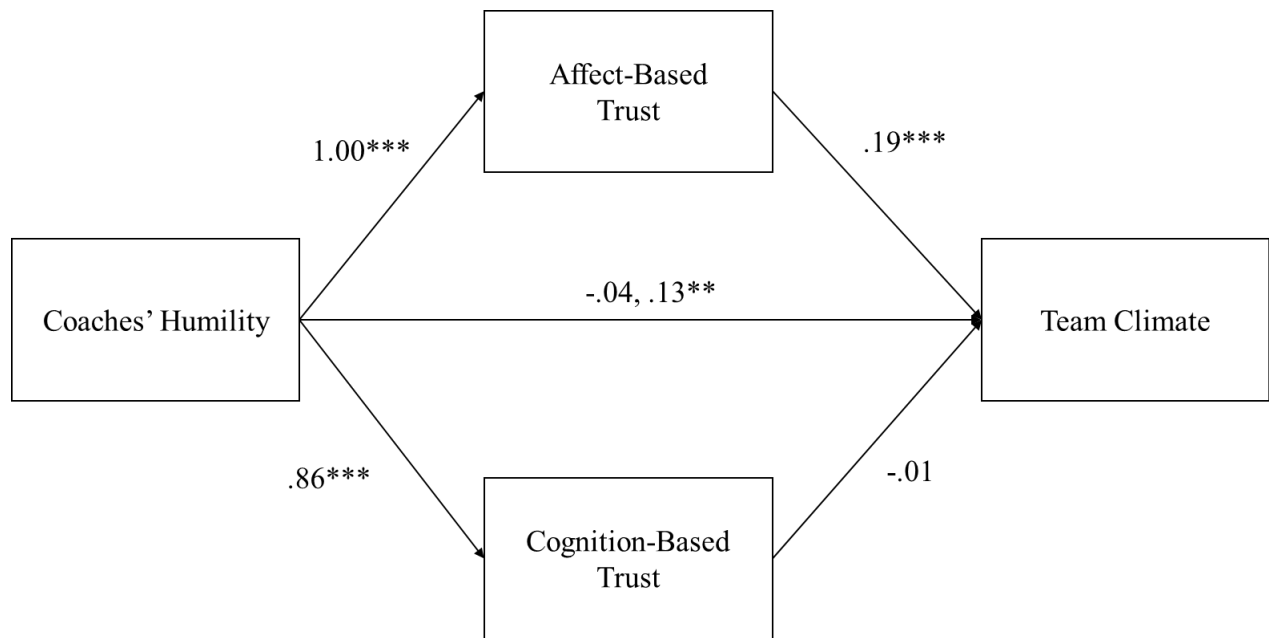 Affect-Based
Trust
1.00***
.19***
Coaches’ Humility
-.04, .13**
Team Climate
.86***
-.01
Cognition-Based
Trust